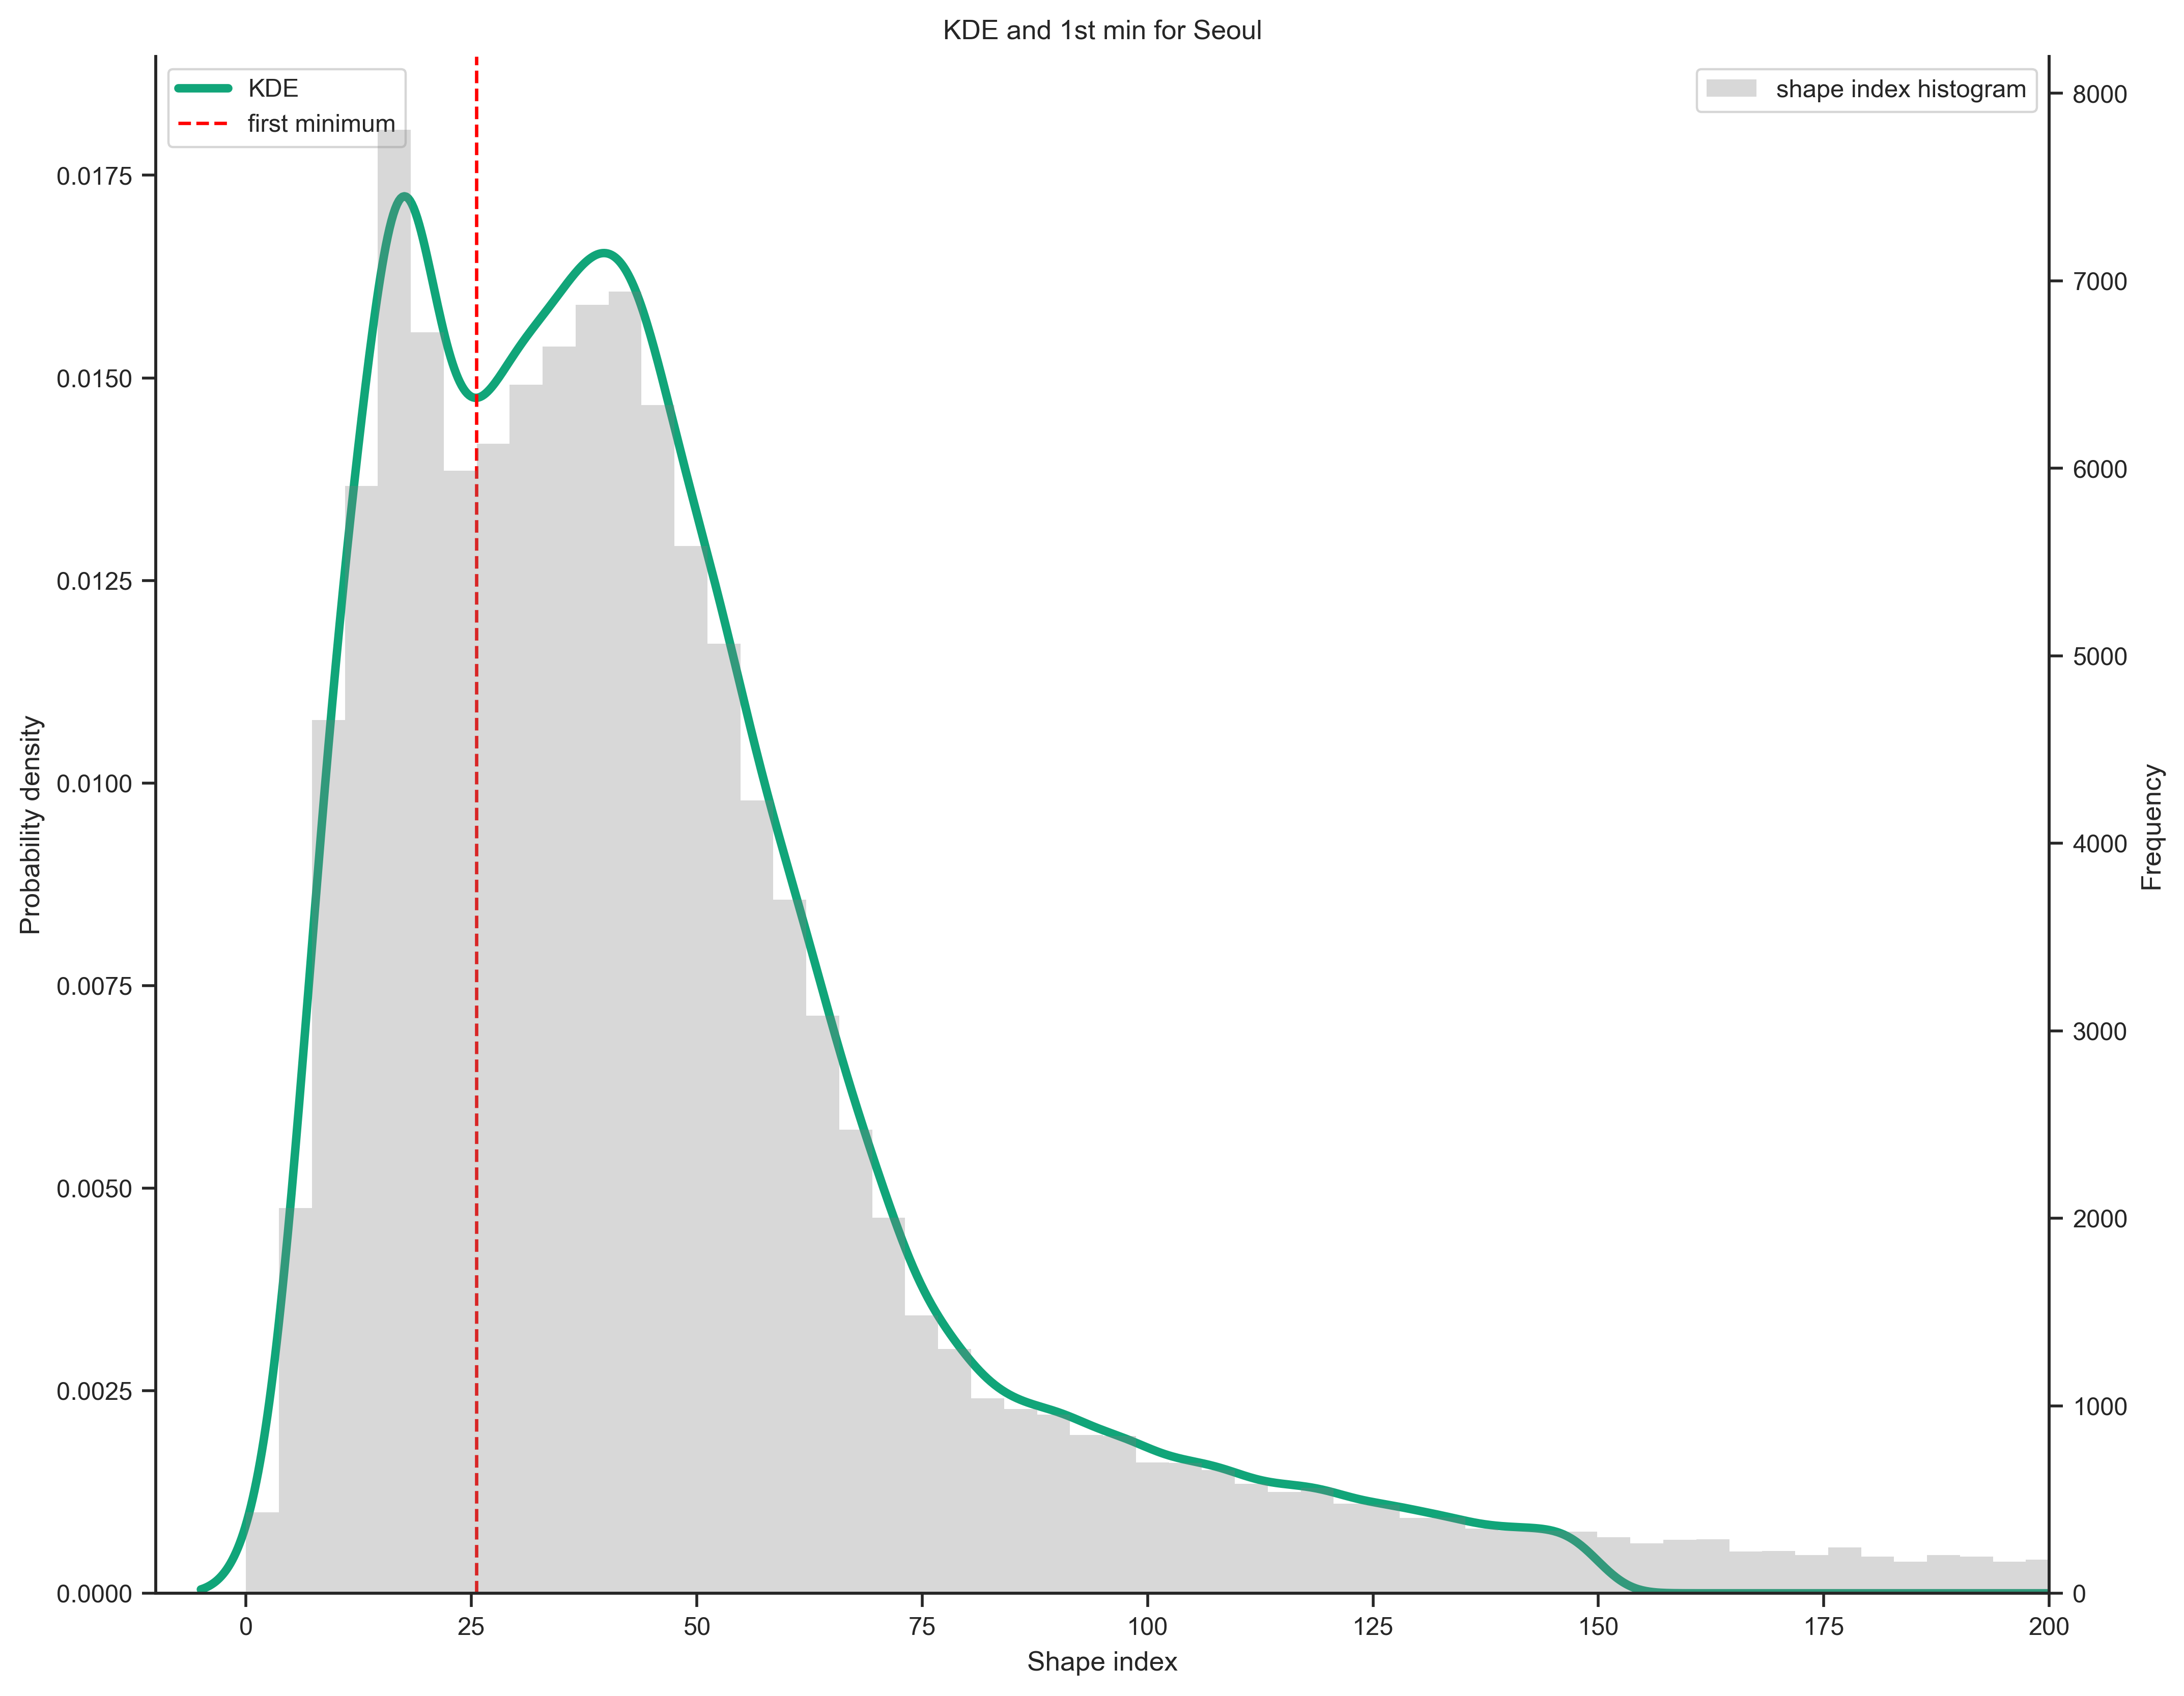 KDE and 1st min for Seoul
KDE
first minimum
shape index histogram
Probability density
0.0175
0.0150
0.0125
0.0100
0.0075
0.0050
0.0025
0.0000
8000
7000
6000
5000
4000
3000
2000
1000
0
Frequency
0 25 50 75 100 125 150 175 200
Shape index